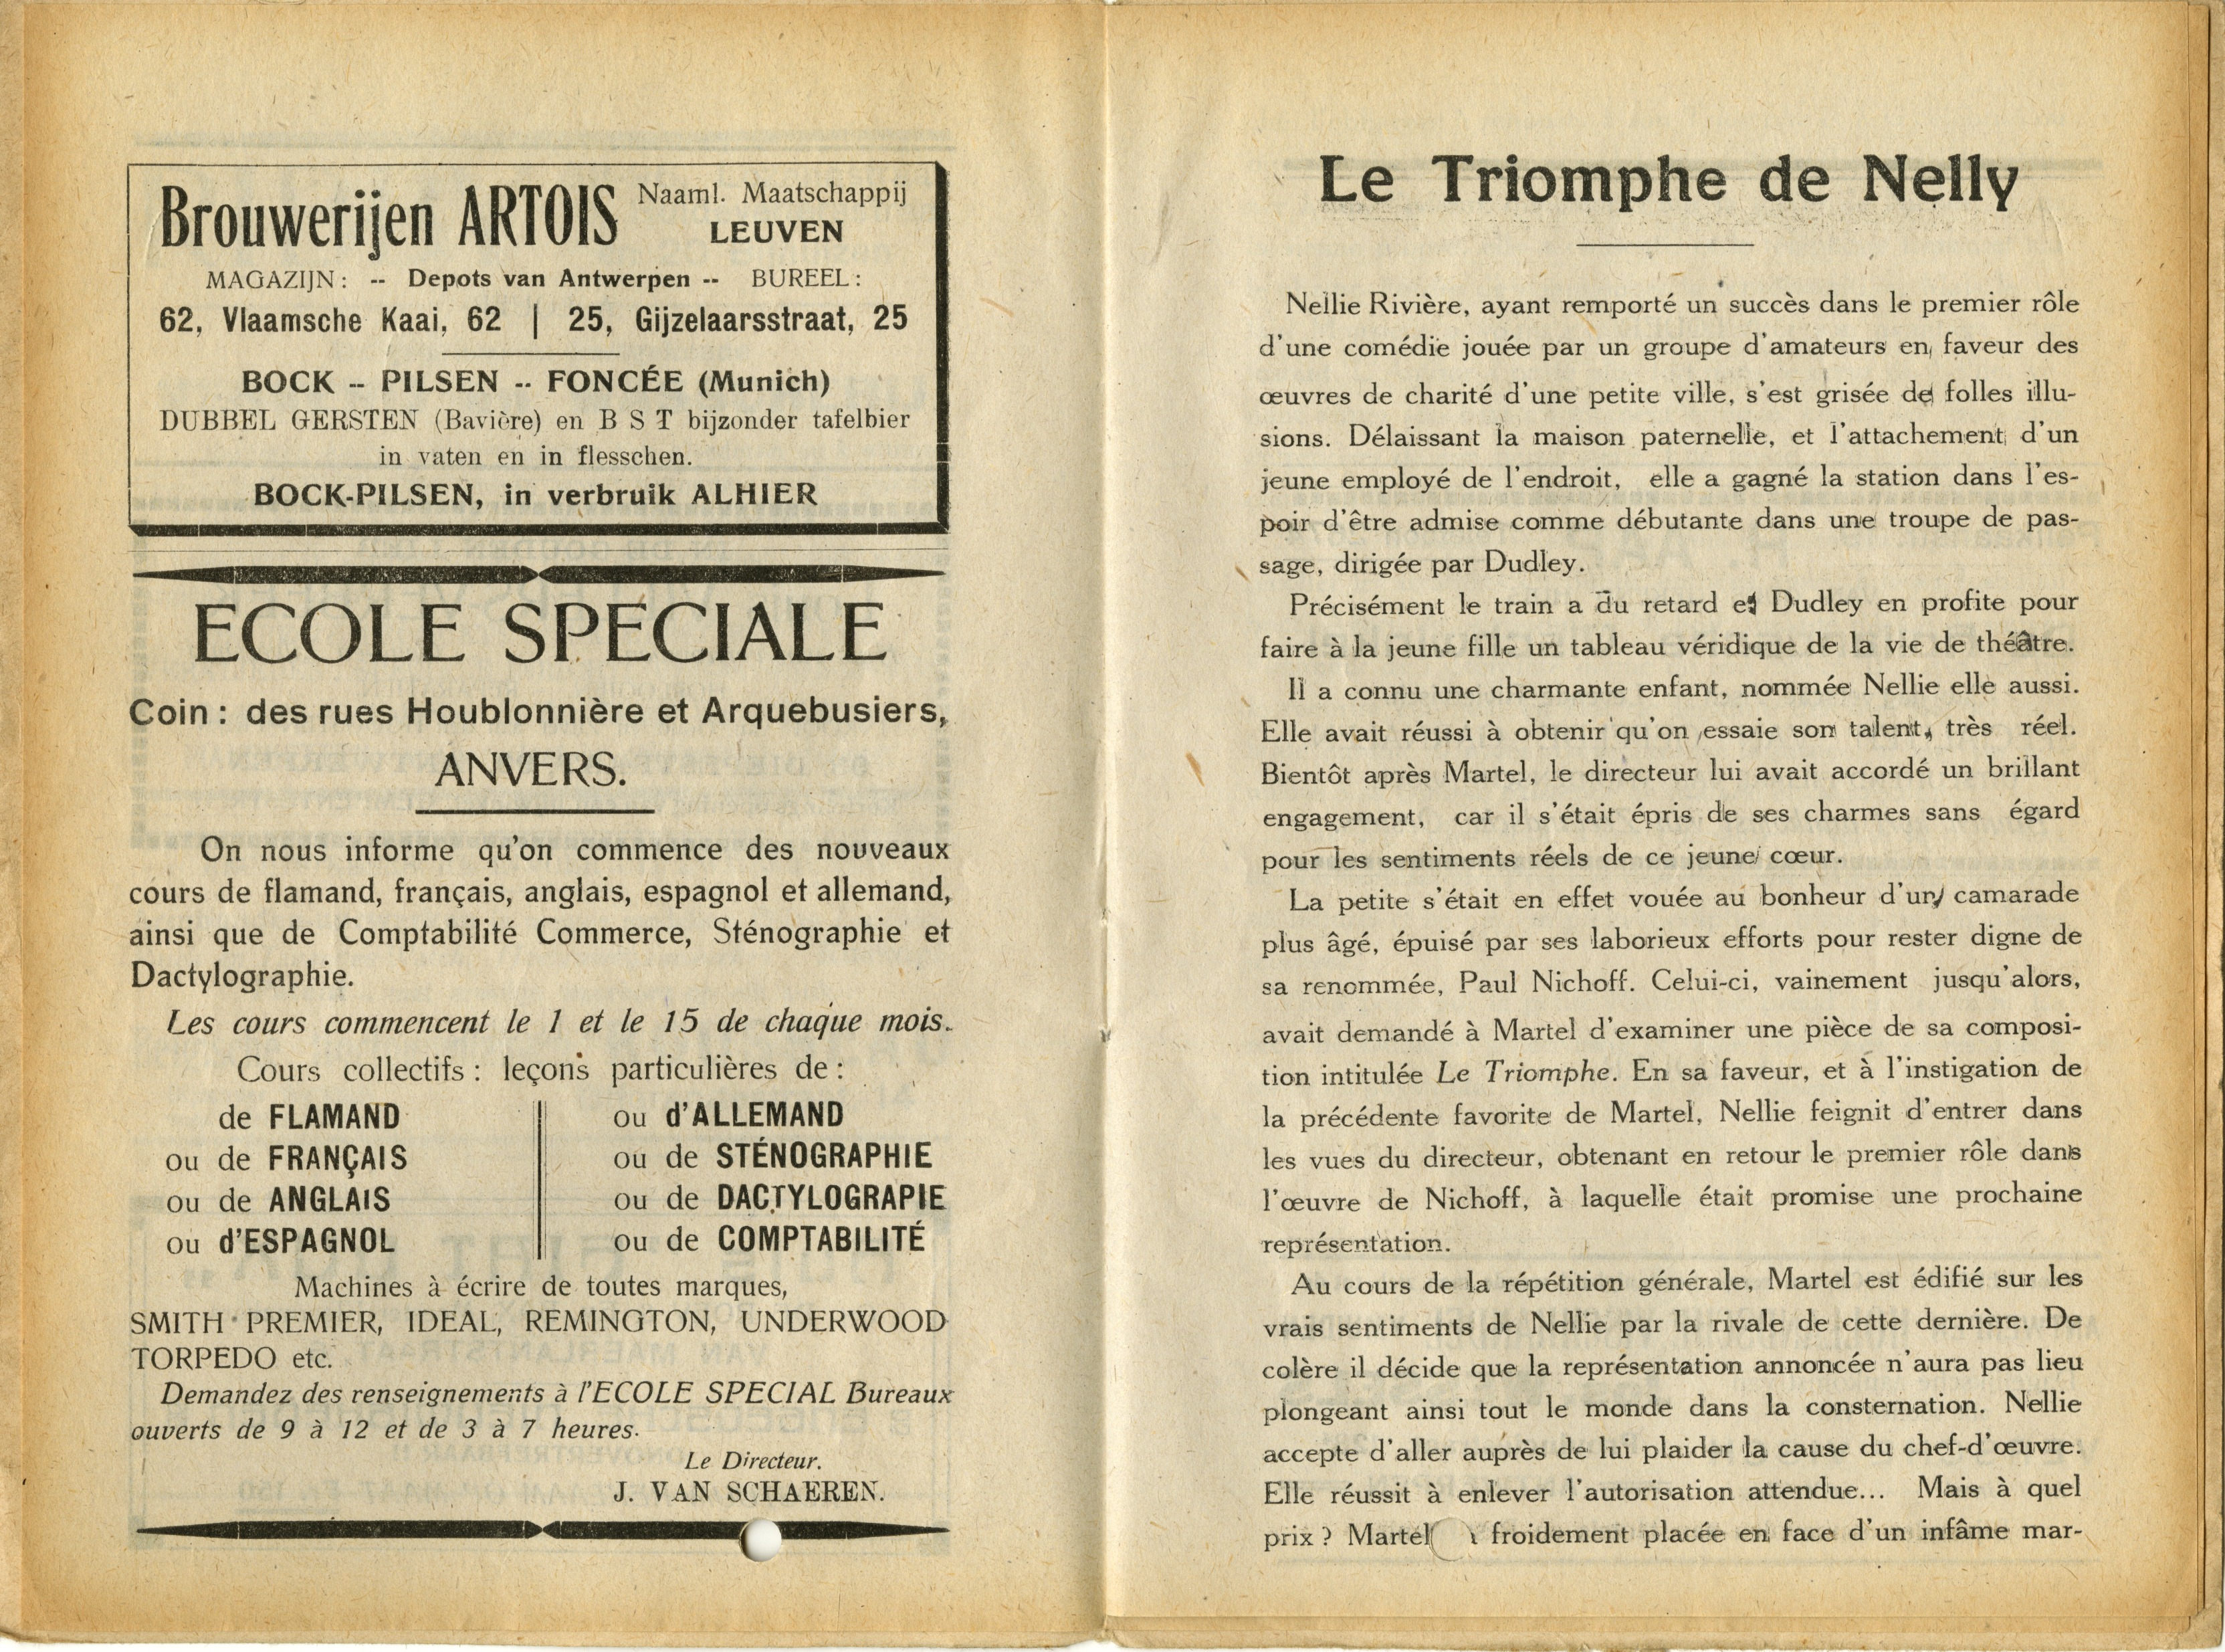 Brouwerijen ARTOIS Naaml. Maatschappij
LEUVEN
MAGAZIJN: -- Depots van Antwerpen -- BUREEL:
62, Vlaamsche Kaai, 62 | 25, Gijzelaarsstraat, 25
BOCK -- PILSEN -- FONCÉE (Munich)
DUBBEL GERSTEN (Bavière) en B S T bijzonder tafelbier
in vaten en in flesschen.
BOCK-PILSEN, in verbruik ALHIER
ECOLE SPECIALE
Coin : des rues Houblonnière et Arquebusiers,
ANVERS.
On nous informe qu'on commence des nouveaux
cours de flamand, français, anglais, espagnol et allemand,
ainsi que de Comptabilité Commerce, Sténographie et
Dactylographie.
Les cours commencent le 1 et le 15 de chaque mois.
Cours collectifs : leçons particulières de :
de FLAMAND
ou de FRANÇAIS
ou de ANGLAIS
ou d'ESPAGNOL
ou d'ALLEMAND
ou de STÉNOGRAPHIE
ou de DACTYLOGRAPIE
ou de COMPTABILITÉ
Machines à écrire de toutes marques,
SMITH PREMIER, IDEAL, REMINGTON, UNDERWOOD
TORPEDO etc.
Demandez des renseignements à l'ECOLE SPECIAL Bureaux
ouverts de 9 à 12 et de 3 à 7 heures.
Le Directeur.
J. VAN SCHAEREN.
Le Triomphe de Nelly
Nellie Rivière, ayant remporté un succès dans le premier rôle
d'une comédie jouée par un groupe d'amateurs en faveur des
œuvres de charité d'une petite ville, s'est grisée de folles illu-
sions. Délaissant la maison paternelle, et l'attachement d'un
jeune employé de l'endroit, elle a gagné la station dans l'es-
poir d'être admise comme débutante dans une troupe de pas-
sage, dirigée par Dudley.
Précisément le train a du retard et Dudley en profite pour
faire à la jeune fille un tableau véridique de la vie de théâtre.
Il a connu une charmante enfant, nommée Nellie elle aussi.
Elle avait réussi à obtenir qu'on essaie son talent, très réel.
Bientôt après Martel, le directeur lui avait accordé un brillant
engagement, car il s'était épris de ses charmes sans égard
pour les sentiments réels de ce jeune cœur.
La petite s'était en effet vouée au bonheur d'un camarade
plus âgé, épuisé par ses laborieux efforts pour rester digne de
sa renommée, Paul Nichoff. Celui-ci, vainement jusqu'alors,
avait demandé à Martel d'examiner une pièce de sa composi-
tion intitulée Le Triomphe. En sa faveur, et à l'instigation de
la précédente favorite de Martel, Nellie feignit d'entrer dans
les vues du directeur, obtenant en retour le premier rôle dans
l'œuvre de Nichoff, à laquelle était promise une prochaine
représentation.
Au cours de la répétition générale, Martel est édifié sur les
vrais sentiments de Nellie par la rivale de cette dernière. De
colère il décide que la représentation annoncée n'aura pas lieu
plongeant ainsi tout le monde dans la consternation. Nellie
accepte d'aller auprès de lui plaider la cause du chef-d'œuvre.
Elle réussit à enlever l'autorisation attendue... Mais à quel
prix ? Martel froidement placée en face d'un infâme mar-